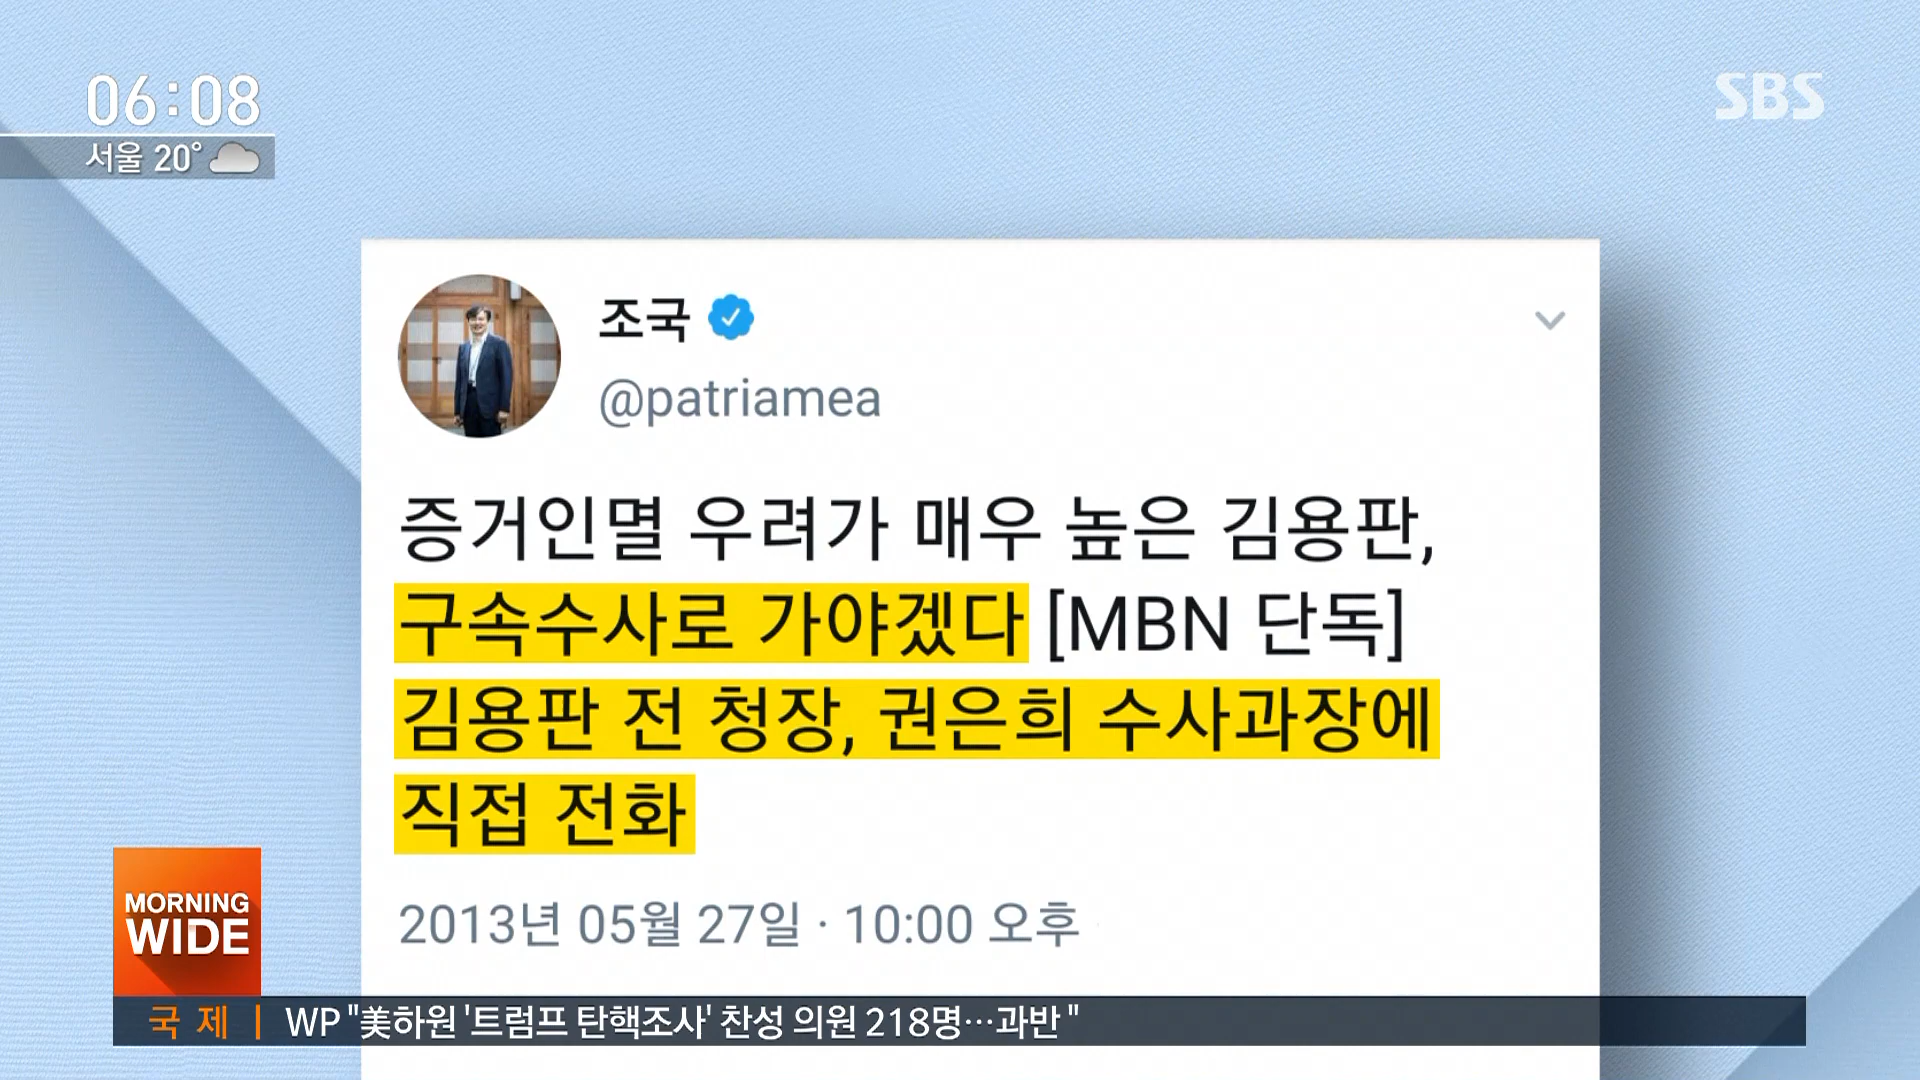 06:08
서울 20°
SBS
조국
@patriamea
증거인멸 우려가 매우 높은 김용판,
구속수사로 가야겠다 [MBN 단독]
김용판 전 청장, 권은희 수사과장에
직접 전화
2013년 05월 27일 · 10:00 오후
MORNING
WIDE
국 제 | WP "美하원 '트럼프 탄핵조사' 찬성 의원 218명…과반"